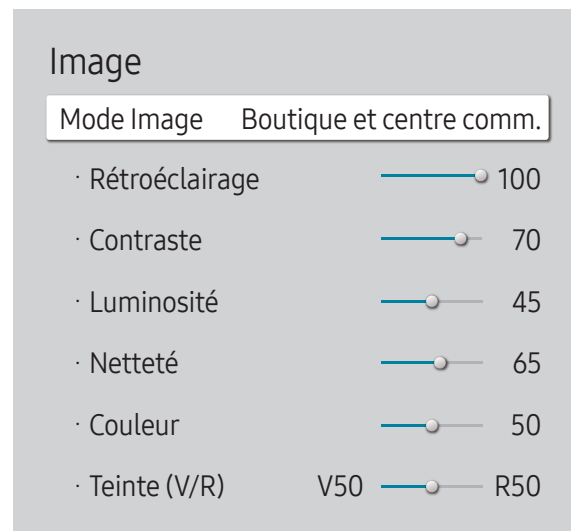 Image
Mode Image Boutique et centre comm.
· Rétroéclairage 100
· Contraste 70
· Luminosité 45
· Netteté 65
· Couleur 50
· Teinte (V/R) V50 R50